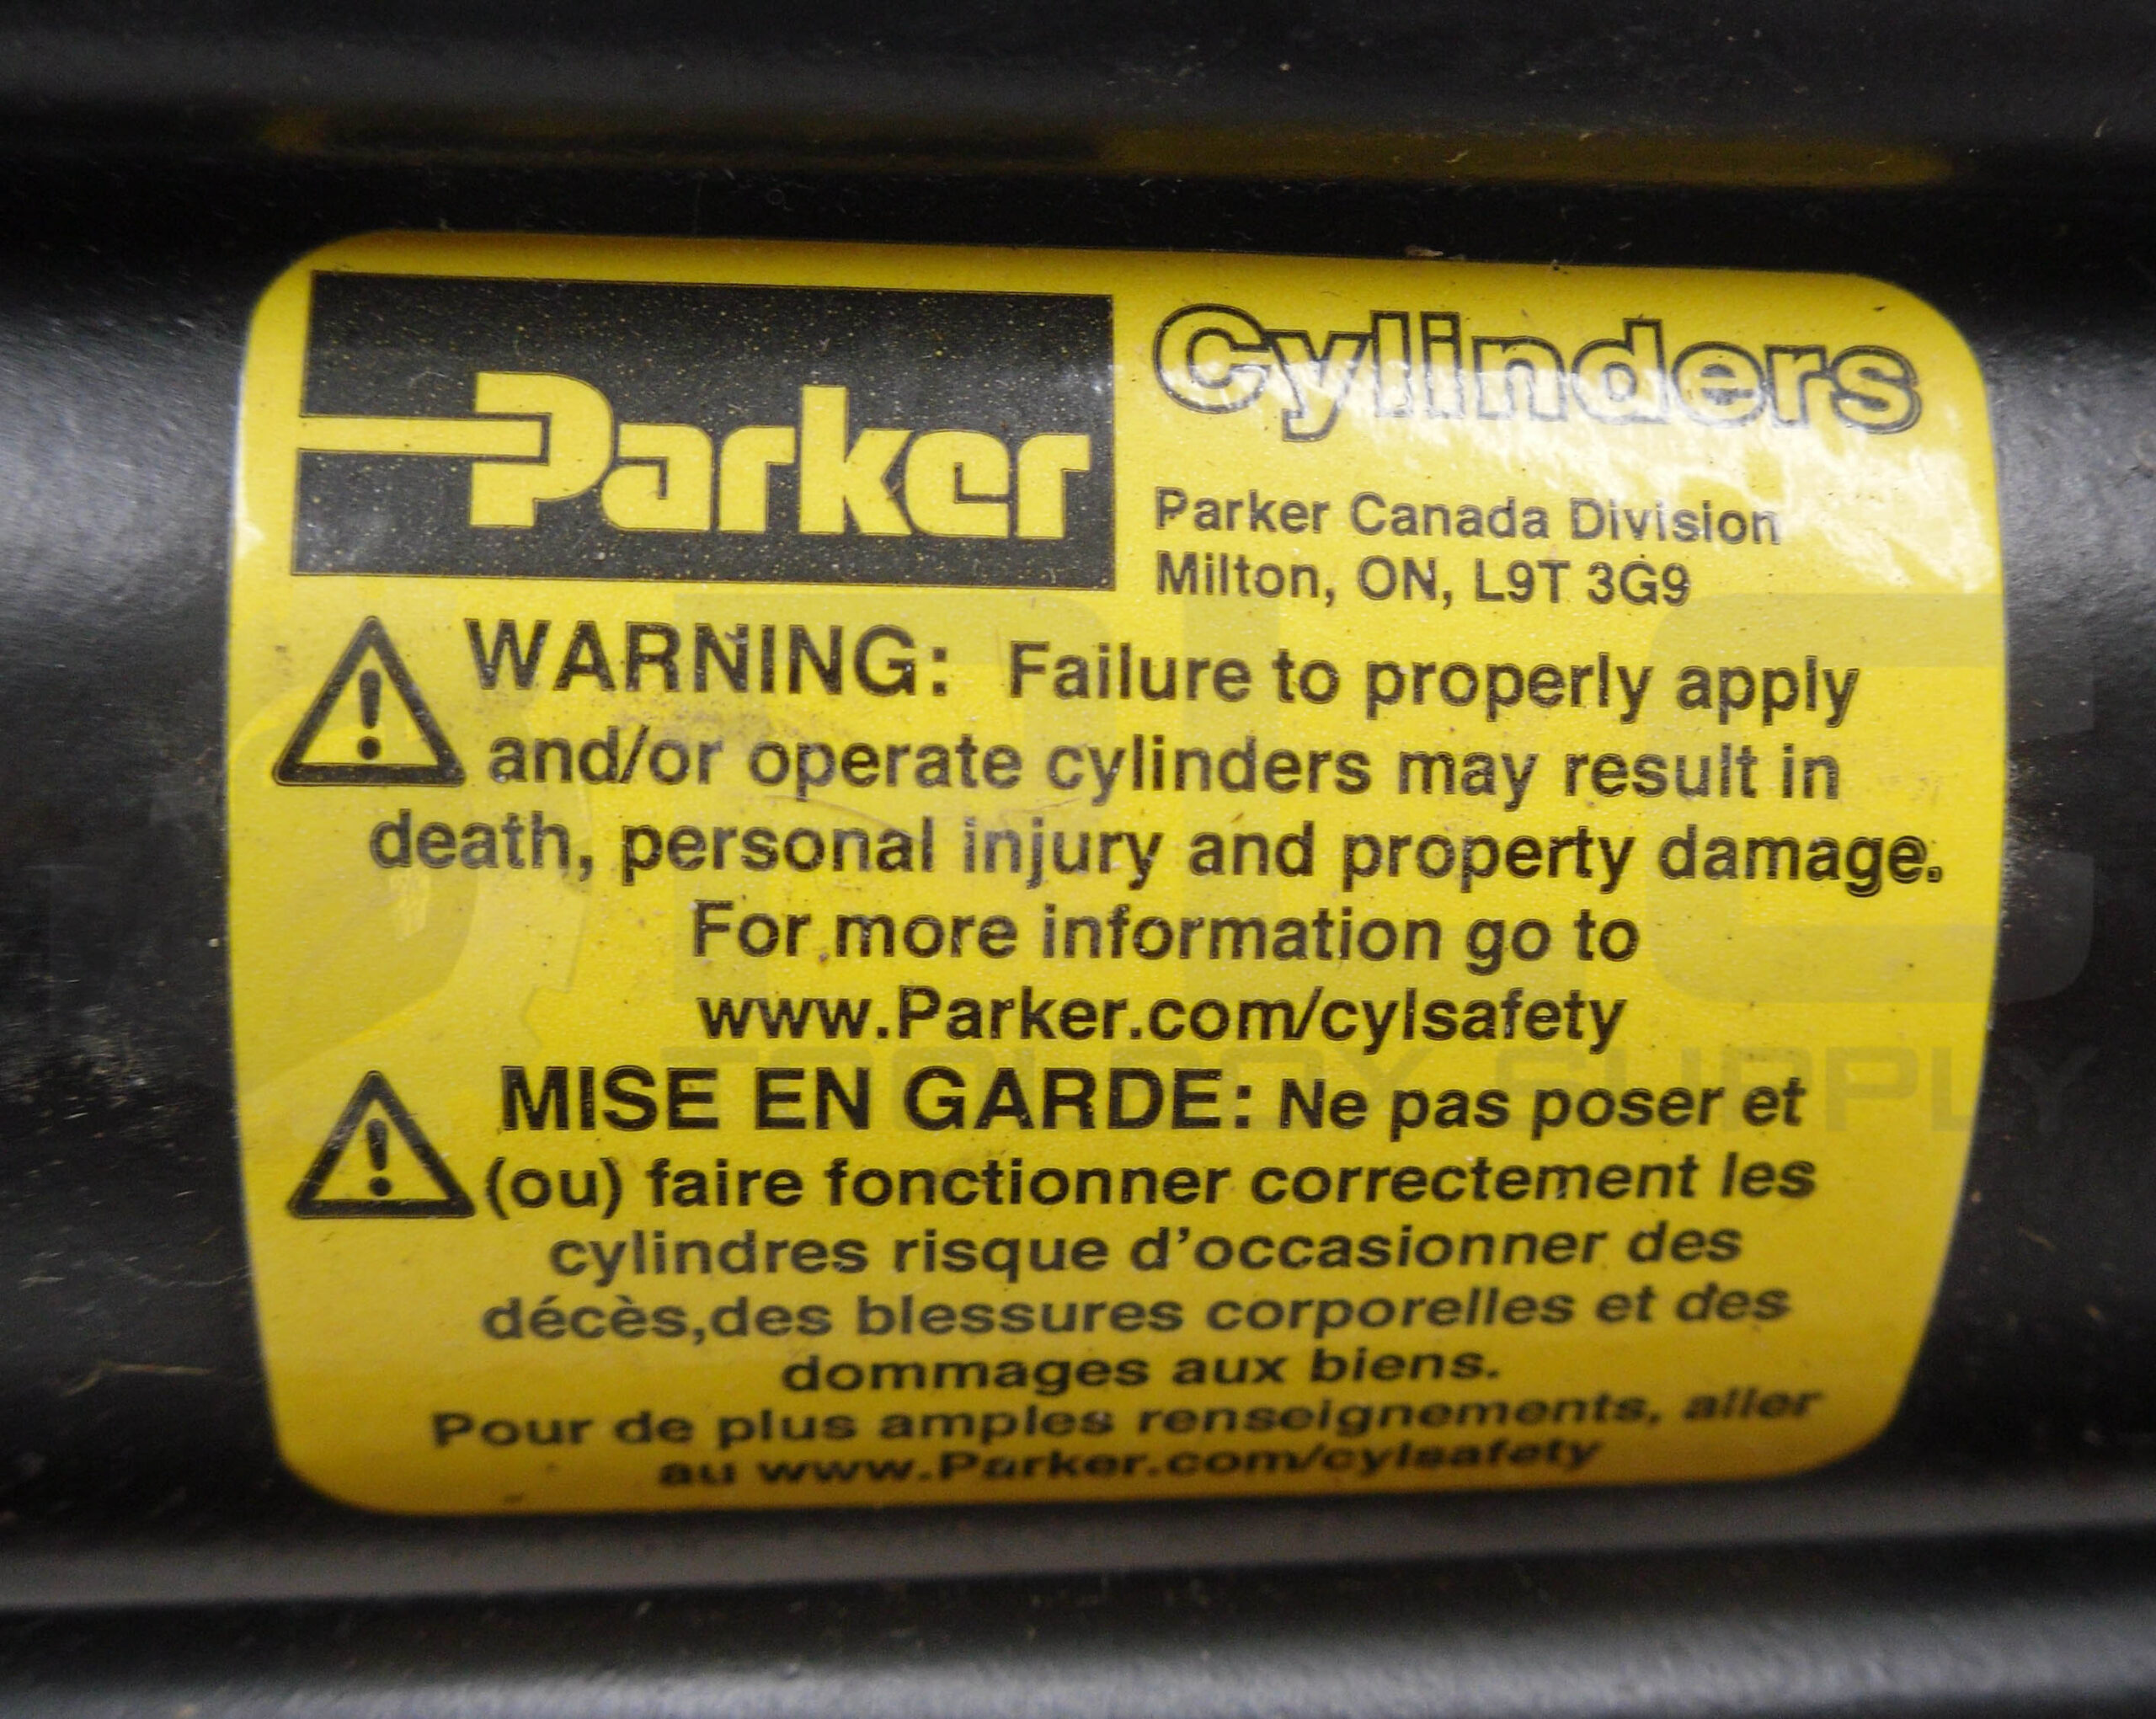 Parker
Cylinders
Parker Canada Division
Milton, ON, L9T 3G9
WARNING: Failure to properly apply
and/or operate cylinders may result in
death, personal injury and property damage.
For more information go to
www.Parker.com/cylsafety
MISE EN GARDE: Ne pas poser et
(ou) faire fonctionner correctement les
cylindres risque d'occasionner des
décès,des blessures corporelles et des
dommages aux biens.
Pour de plus amples renseignements, aller
au www.Parker.com/cylsafety
SUPPLY